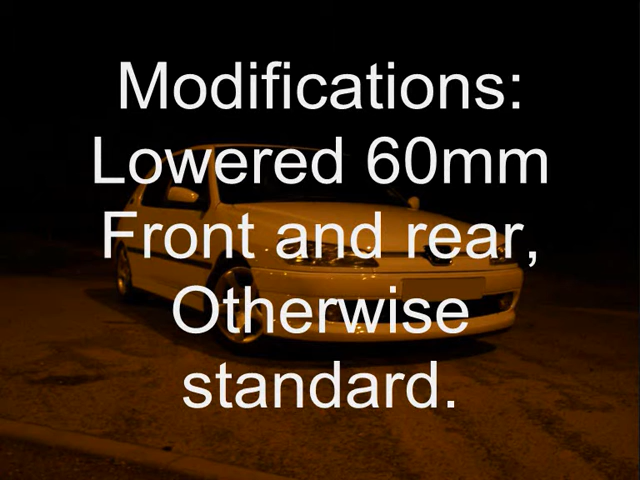 Modifications:
Lowered 60mm
Front and rear,
Otherwise
standard.